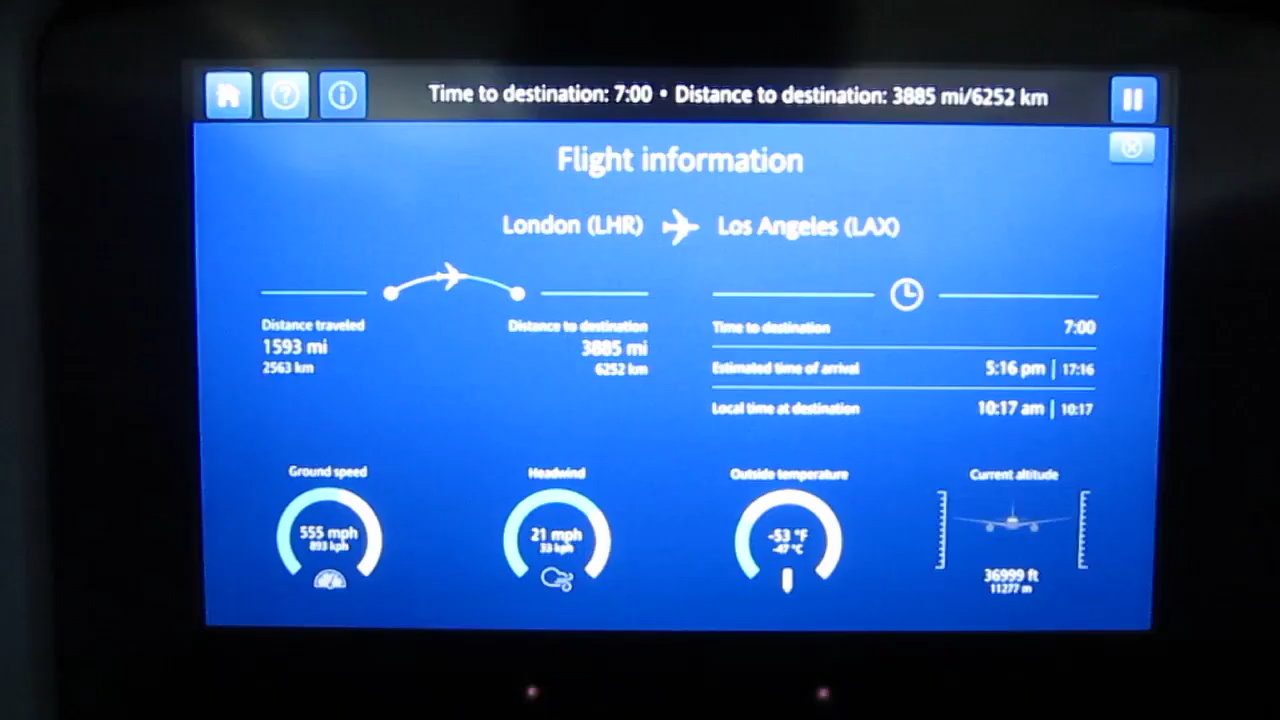 Time to destination: 7:00 • Distance to destination: 3885 mi/6252 km
Flight information
London (LHR) Los Angeles (LAX)
Distance traveled
1593 mi
2563 km
Distance to destination
3885 mi
6252 km
Time to destination 7:00
Estimated time of arrival 5:16 pm | 17:16
Local time at destination 10:17 am | 10:17
Ground speed
555 mph
893 kph
Headwind
21 mph
33 kph
Outside temperature
-53 °F
-47 °C
Current altitude
36999 ft
11277 m